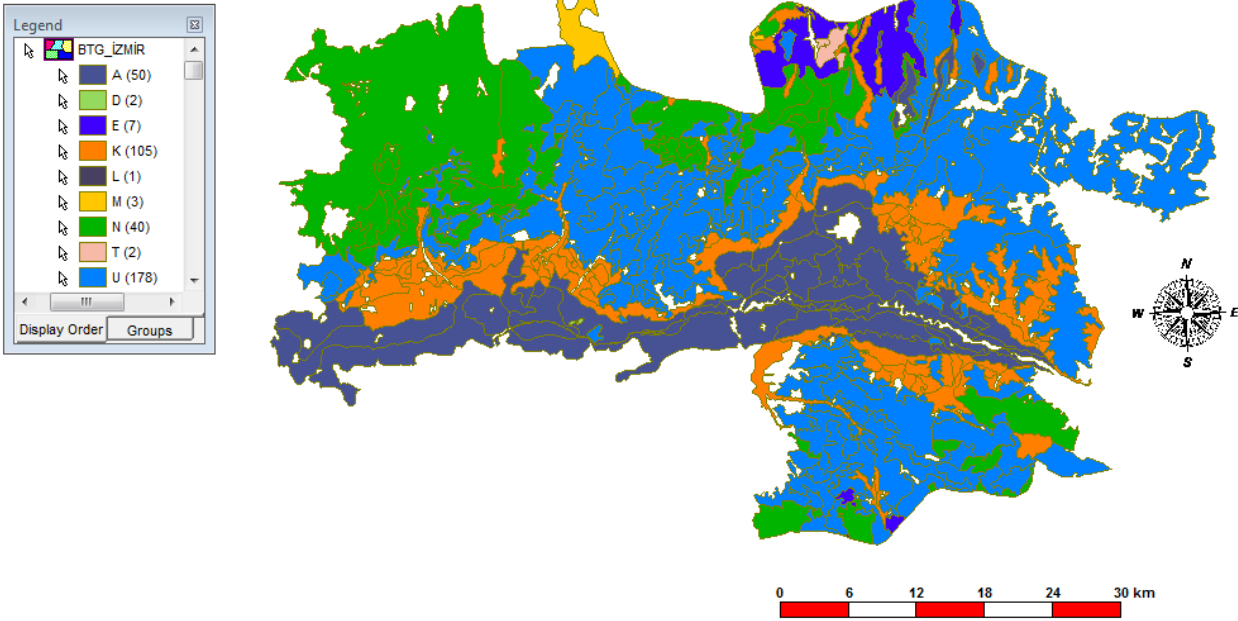 Legend
BTG_İZMİR
A (50)
D (2)
E (7)
K (105)
L (1)
M (3)
N (40)
T (2)
U (178)
Display Order Groups
N
W E
S
0 6 12 18 24 30 km